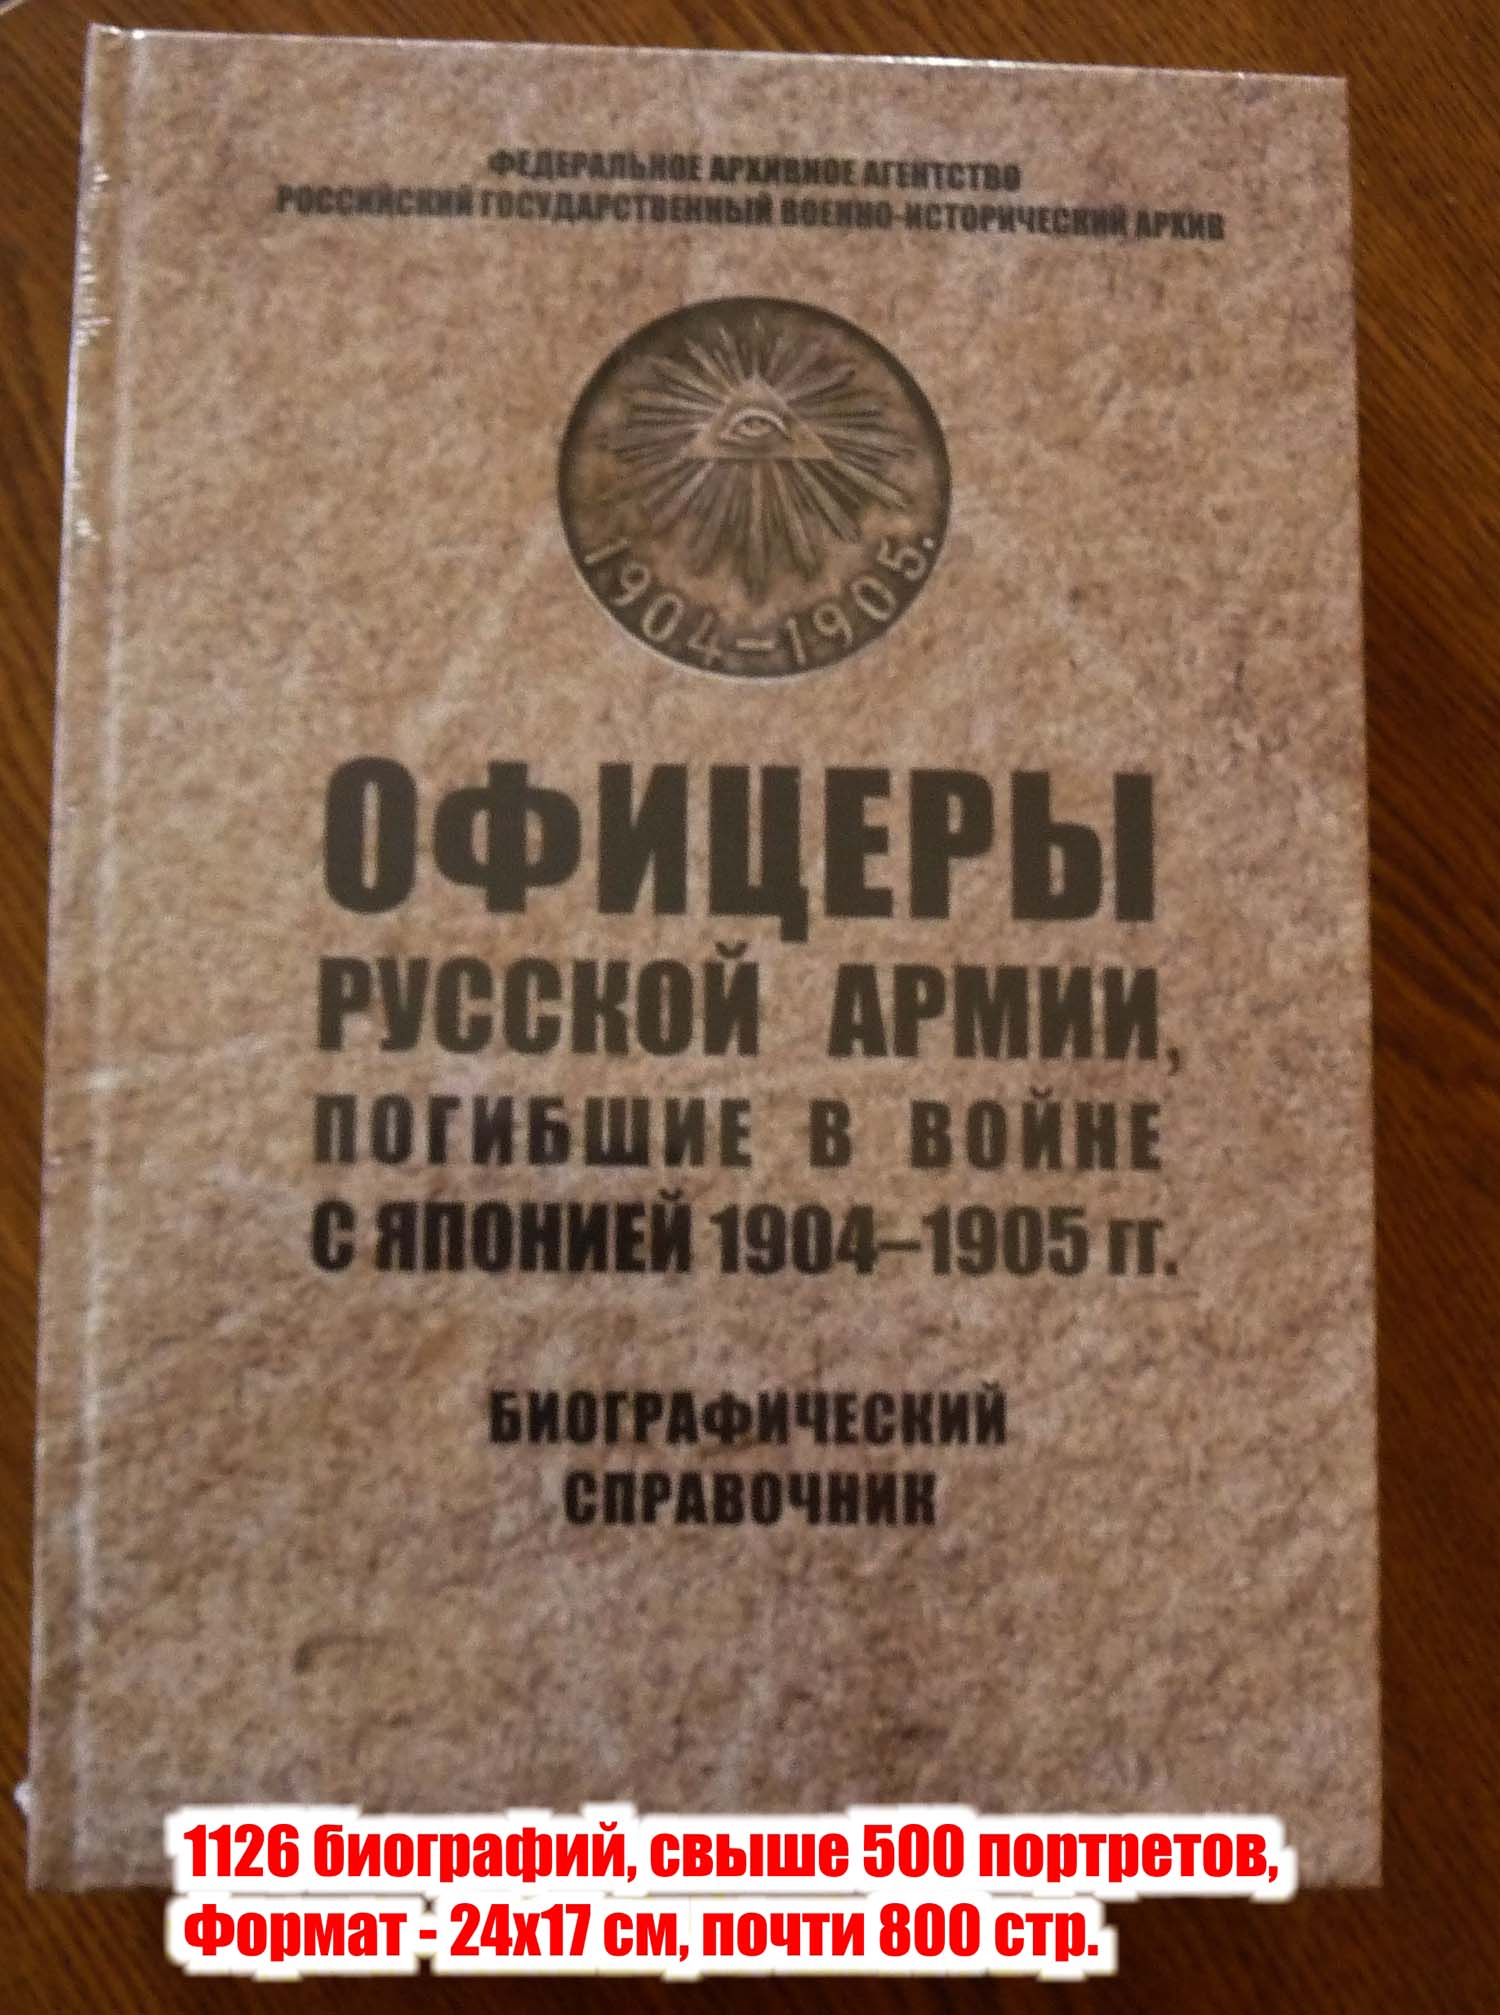 ФЕДЕРАЛЬНОЕ АРХИВНОЕ АГЕНТСТВО
РОССИЙСКИЙ ГОСУДАРСТВЕННЫЙ ВОЕННО-ИСТОРИЧЕСКИЙ АРХИВ
1904-1905.
ОФИЦЕРЫ
РУССКОЙ АРМИИ,
ПОГИБШИЕ В ВОЙНЕ
С ЯПОНИЕЙ 1904–1905 гг.
БИОГРАФИЧЕСКИЙ
СПРАВОЧНИК
1126 биографий, свыше 500 портретов,
Формат - 24х17 см, почти 800 стр.